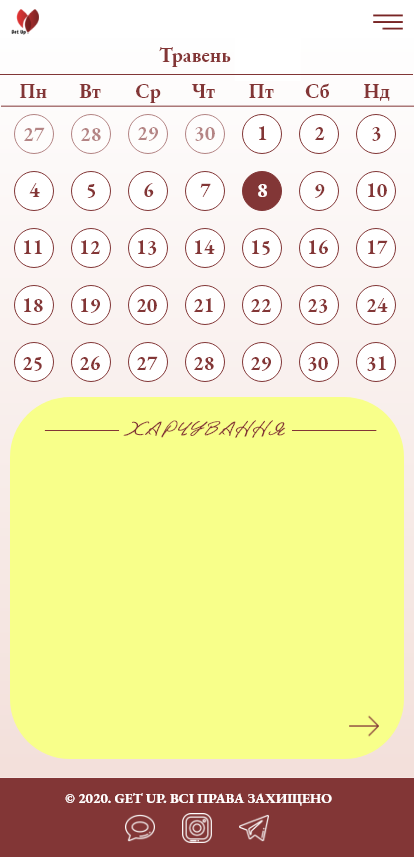 Get Up
Травень
Пн Вт Ср Чт Пт Сб Нд
27 28 29 30 1 2 3
4 5 6 7 8 9 10
11 12 13 14 15 16 17
18 19 20 21 22 23 24
25 26 27 28 29 30 31
ХАРЧУВАННЯ
© 2020. GET UP. ВСІ ПРАВА ЗАХИЩЕНО